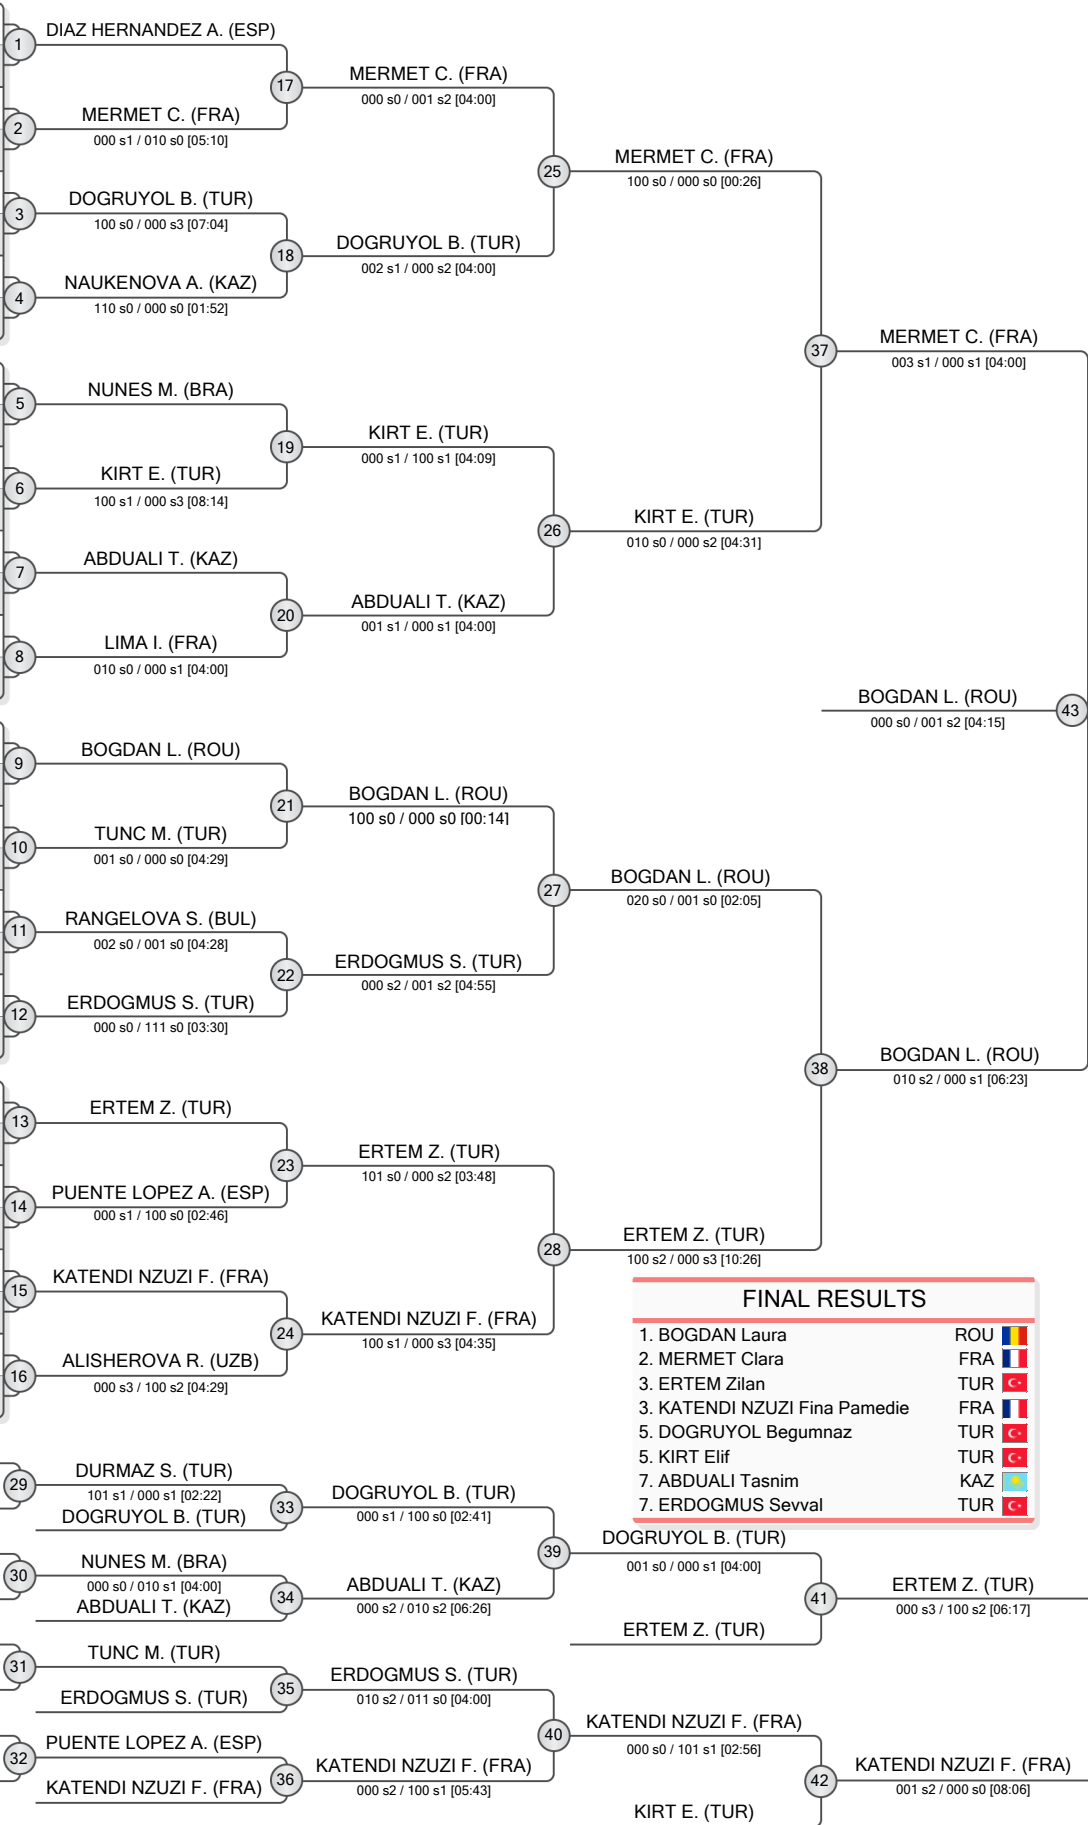 DIAZ HERNANDEZ A. (ESP)
1
17
MERMET C. (FRA)
000 s0 / 001 s2 [04:00]
MERMET C. (FRA)
2
000 s1 / 010 s0 [05:10]
25
MERMET C. (FRA)
100 s0 / 000 s0 [00:26]
DOGRUYOL B. (TUR)
3
100 s0 / 000 s3 [07:04]
18
DOGRUYOL B. (TUR)
002 s1 / 000 s2 [04:00]
NAUKENOVA A. (KAZ)
4
110 s0 / 000 s0 [01:52]
37
MERMET C. (FRA)
003 s1 / 000 s1 [04:00]
NUNES M. (BRA)
5
19
KIRT E. (TUR)
000 s1 / 100 s1 [04:09]
KIRT E. (TUR)
6
100 s1 / 000 s3 [08:14]
26
KIRT E. (TUR)
010 s0 / 000 s2 [04:31]
ABDUALI T. (KAZ)
7
20
ABDUALI T. (KAZ)
001 s1 / 000 s1 [04:00]
LIMA I. (FRA)
8
010 s0 / 000 s1 [04:00]
BOGDAN L. (ROU)
43
000 s0 / 001 s2 [04:15]
BOGDAN L. (ROU)
9
21
BOGDAN L. (ROU)
100 s0 / 000 s0 [00:14]
TUNC M. (TUR)
10
001 s0 / 000 s0 [04:29]
27
BOGDAN L. (ROU)
020 s0 / 001 s0 [02:05]
RANGELOVA S. (BUL)
11
002 s0 / 001 s0 [04:28]
22
ERDOGMUS S. (TUR)
000 s2 / 001 s2 [04:55]
ERDOGMUS S. (TUR)
12
000 s0 / 111 s0 [03:30]
38
BOGDAN L. (ROU)
010 s2 / 000 s1 [06:23]
ERTEM Z. (TUR)
13
23
ERTEM Z. (TUR)
101 s0 / 000 s2 [03:48]
PUENTE LOPEZ A. (ESP)
14
000 s1 / 100 s0 [02:46]
28
ERTEM Z. (TUR)
100 s2 / 000 s3 [10:26]
KATENDI NZUZI F. (FRA)
15
24
KATENDI NZUZI F. (FRA)
100 s1 / 000 s3 [04:35]
ALISHEROVA R. (UZB)
16
000 s3 / 100 s2 [04:29]
FINAL RESULTS
1. BOGDAN Laura ROU
2. MERMET Clara FRA
3. ERTEM Zilan TUR
3. KATENDI NZUZI Fina Pamedie FRA
5. DOGRUYOL Begumnaz TUR
5. KIRT Elif TUR
7. ABDUALI Tasnim KAZ
7. ERDOGMUS Sevval TUR
DURMAZ S. (TUR)
29
101 s1 / 000 s1 [02:22]
DOGRUYOL B. (TUR)
33
DOGRUYOL B. (TUR)
000 s1 / 100 s0 [02:41]
NUNES M. (BRA)
30
000 s0 / 010 s1 [04:00]
ABDUALI T. (KAZ)
34
ABDUALI T. (KAZ)
000 s2 / 010 s2 [06:26]
39
DOGRUYOL B. (TUR)
001 s0 / 000 s1 [04:00]
ERTEM Z. (TUR)
41
ERTEM Z. (TUR)
000 s3 / 100 s2 [06:17]
TUNC M. (TUR)
31
ERDOGMUS S. (TUR)
35
ERDOGMUS S. (TUR)
010 s2 / 011 s0 [04:00]
PUENTE LOPEZ A. (ESP)
32
KATENDI NZUZI F. (FRA)
36
KATENDI NZUZI F. (FRA)
000 s2 / 100 s1 [05:43]
40
KATENDI NZUZI F. (FRA)
000 s0 / 101 s1 [02:56]
KIRT E. (TUR)
42
KATENDI NZUZI F. (FRA)
001 s2 / 000 s0 [08:06]